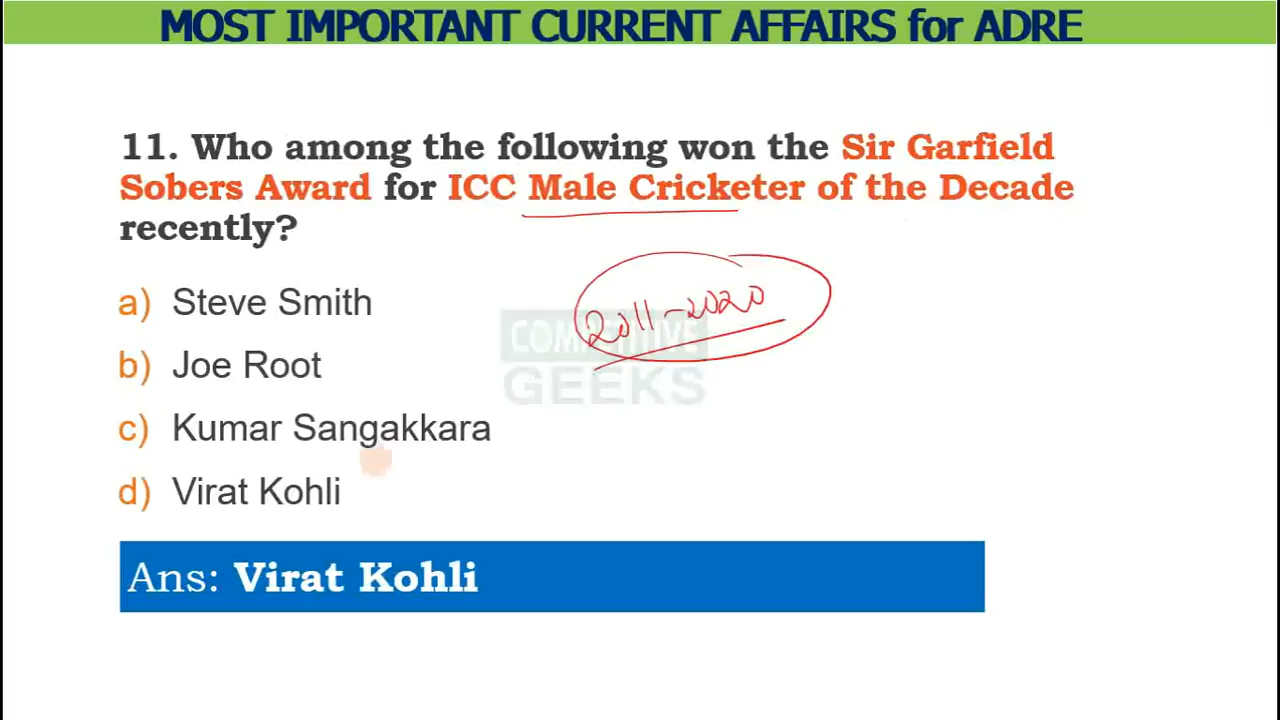 MOST IMPORTANT CURRENT AFFAIRS for ADRE
11. Who among the following won the Sir Garfield
Sobers Award for ICC Male Cricketer of the Decade
recently?
2011-2020
a) Steve Smith
COMPETITIVE
b) Joe Root
GEEKS
c) Kumar Sangakkara
d) Virat Kohli
Ans: Virat Kohli